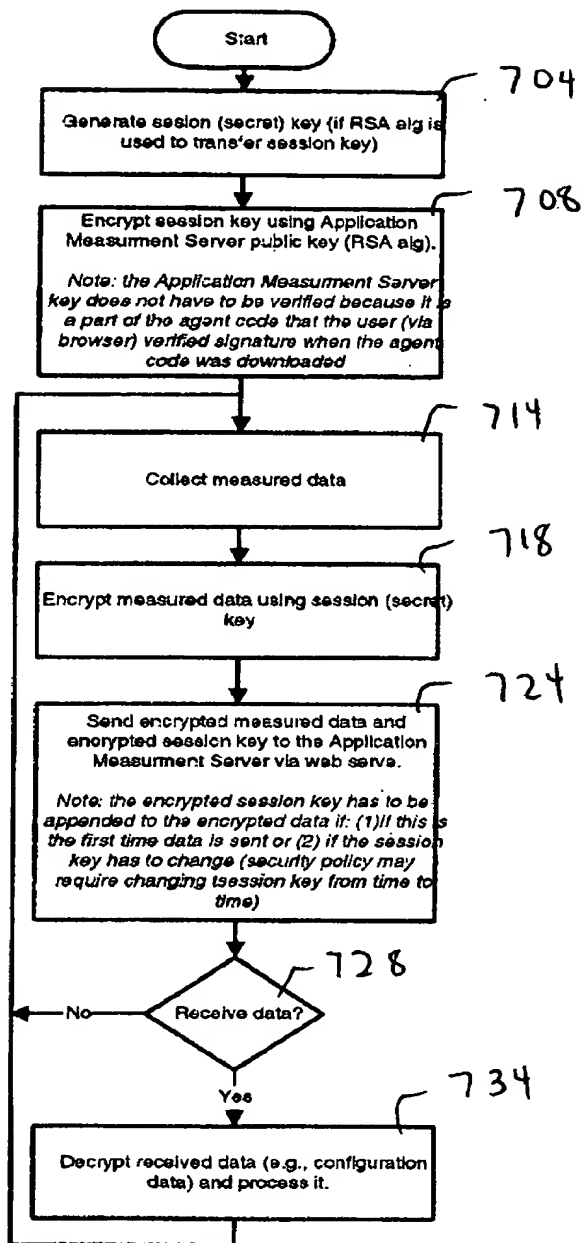 Start
704
Generate sesion (secret) key (if RSA alg is
used to transfer session key)
708
Encrypt session key using Application
Measurment Server public key (RSA alg).
Note: the Application Measurment Server
key does not have to be verified because it is
a part of the agent code that the user (via
browser) verified signature when the agent
code was downloaded
714
Collect measured data
718
Encrypt measured data using session (secret)
key
724
Send encrypted measured data and
encrypted session key to the Application
Measurment Server via web serve.
Note: the encrypted session key has to be
appended to the encrypted data if: (1)if this is
the first time data is sent or (2) if the session
key has to change (security policy may
require changing tsession key from time to
time)
728
No
Receive data?
Yes
734
Decrypt received data (e.g., configuration
data) and process it.